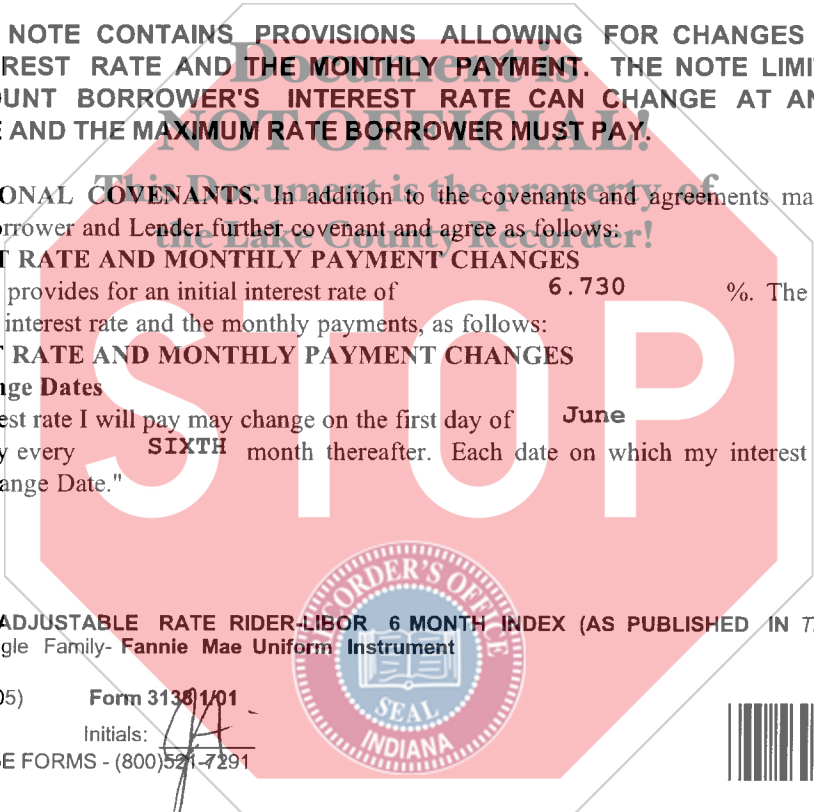 NOTE CONTAINS PROVISIONS ALLOWING FOR CHANGES
REST RATE AND THE MONTHLY PAYMENT. THE NOTE LIMI
UNT BORROWER'S INTEREST RATE CAN CHANGE AT AN
E AND THE MAXIMUM RATE BORROWER MUST PAY.
Document is
NOT OFFICIAL!
This Document is the property of
the Lake County Recorder!
ONAL COVENANTS. In addition to the covenants and agreements ma
orrower and Lender further covenant and agree as follows:
T RATE AND MONTHLY PAYMENT CHANGES
provides for an initial interest rate of 6.730 %. The
interest rate and the monthly payments, as follows:
T RATE AND MONTHLY PAYMENT CHANGES
nge Dates
est rate I will pay may change on the first day of June
y every SIXTH month thereafter. Each date on which my interest
ange Date."
STOP
RECORDER'S OFFICE
SEAL
INDIANA
ADJUSTABLE RATE RIDER-LIBOR 6 MONTH INDEX (AS PUBLISHED IN
gle Family- Fannie Mae Uniform Instrument
05) Form 3138 1/01
Initials:
E FORMS - (800)521-7291